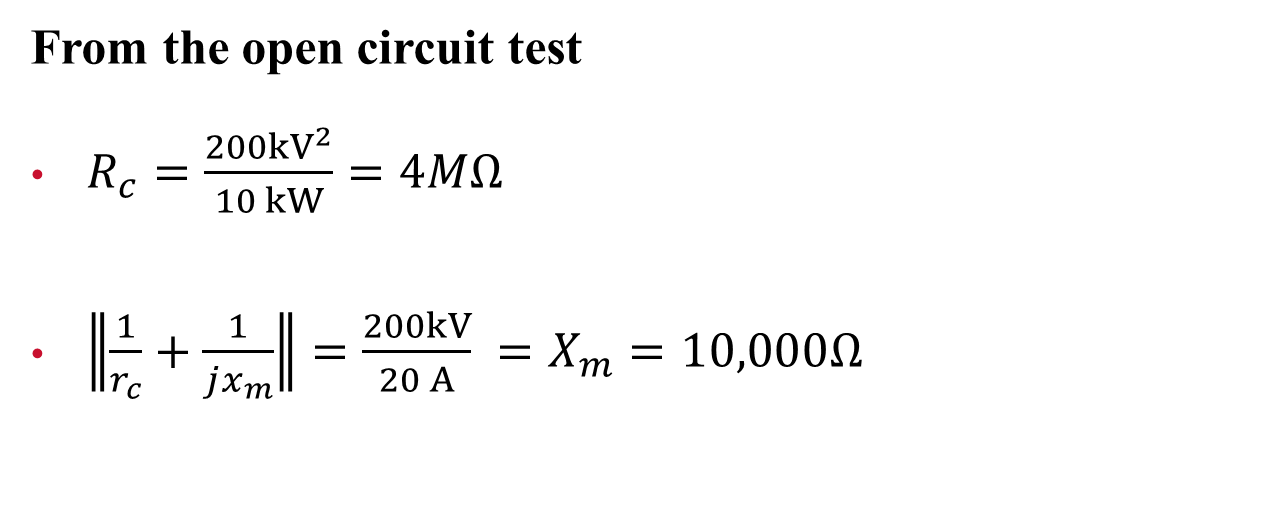 From the open circuit test
• R_c = 200kV²/10 kW = 4MΩ
• ‖1/r_c + 1/jx_m‖ = 200kV/20 A = X_m = 10,000Ω